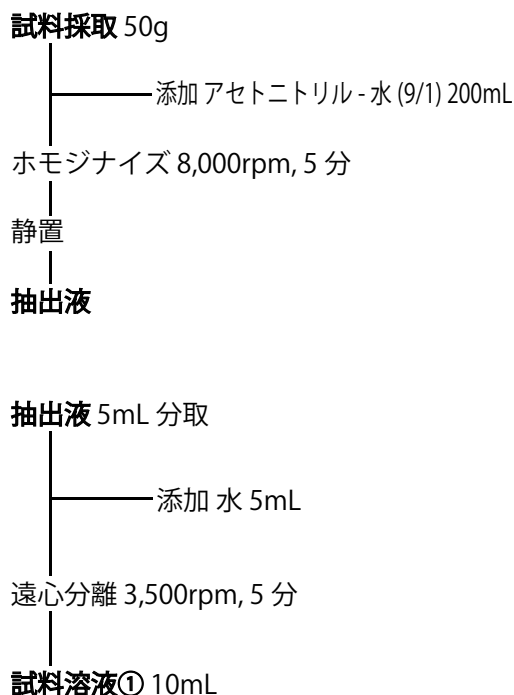 試料採取 50g
添加 アセトニトリル - 水 (9/1) 200mL
ホモジナイズ 8,000rpm, 5 分
静置
抽出液
抽出液 5mL 分取
添加 水 5mL
遠心分離 3,500rpm, 5 分
試料溶液① 10mL